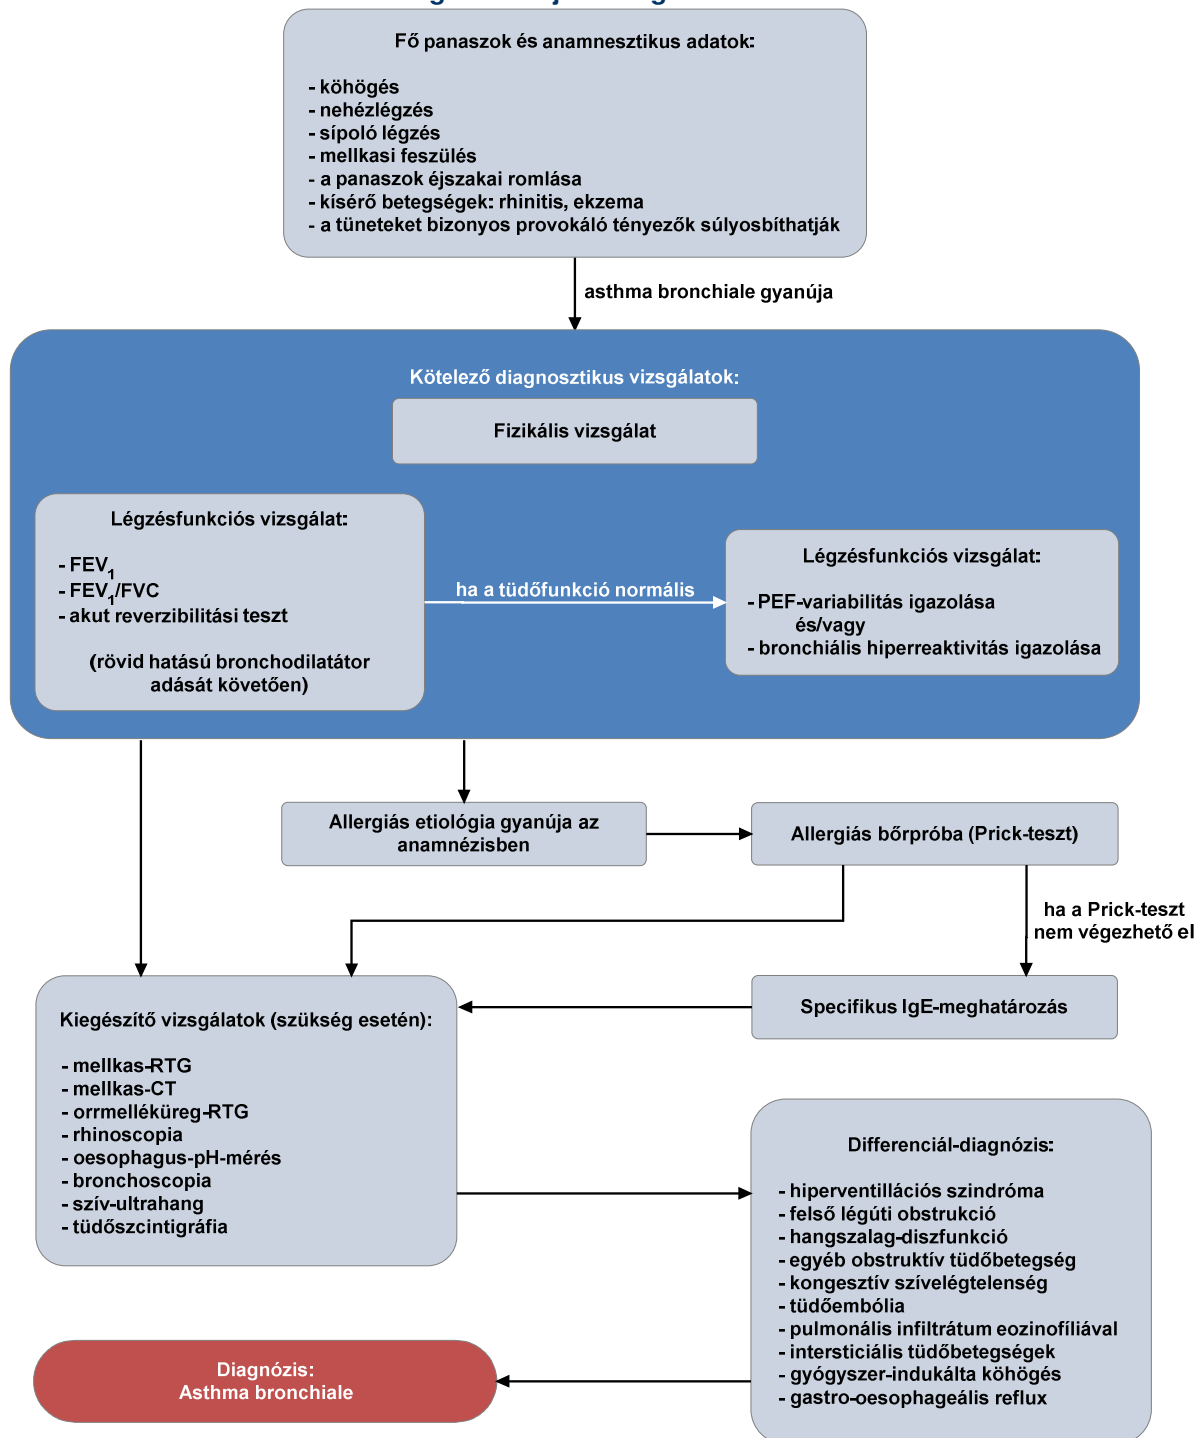 Fő panaszok és anamnesztikus adatok:
- köhögés
- nehézlégzés
- sípoló légzés
- mellkasi feszülés
- a panaszok éjszakai romlása
- kísérő betegségek: rhinitis, ekzema
- a tüneteket bizonyos provokáló tényezők súlyosbíthatják
asthma bronchiale gyanúja
Kötelező diagnosztikus vizsgálatok:
Fizikális vizsgálat
Légzésfunkciós vizsgálat:
- FEV1
- FEV1/FVC
- akut reverzibilitási teszt
(rövid hatású bronchodilatátor
adását követően)
ha a tüdőfunkció normális
Légzésfunkciós vizsgálat:
- PEF-variabilitás igazolása
és/vagy
- bronchiális hiperreaktivitás igazolása
Allergiás etiológia gyanúja az
anamnézisben
Allergiás bőrpróba (Prick-teszt)
ha a Prick-teszt
nem végezhető el
Specifikus IgE-meghatározás
Kiegészítő vizsgálatok (szükség esetén):
- mellkas-RTG
- mellkas-CT
- orrmelléküreg-RTG
- rhinoscopia
- oesophagus-pH-mérés
- bronchoscopia
- szív-ultrahang
- tüdőszcintigráfia
Differenciál-diagnózis:
- hiperventillációs szindróma
- felső légúti obstrukció
- hangszalag-diszfunkció
- egyéb obstruktív tüdőbetegség
- kongesztív szívelégtelenség
- tüdőembólia
- pulmonális infiltrátum eozinofíliával
- intersticiális tüdőbetegségek
- gyógyszer-indukálta köhögés
- gastro-oesophageális reflux
Diagnózis:
Asthma bronchiale